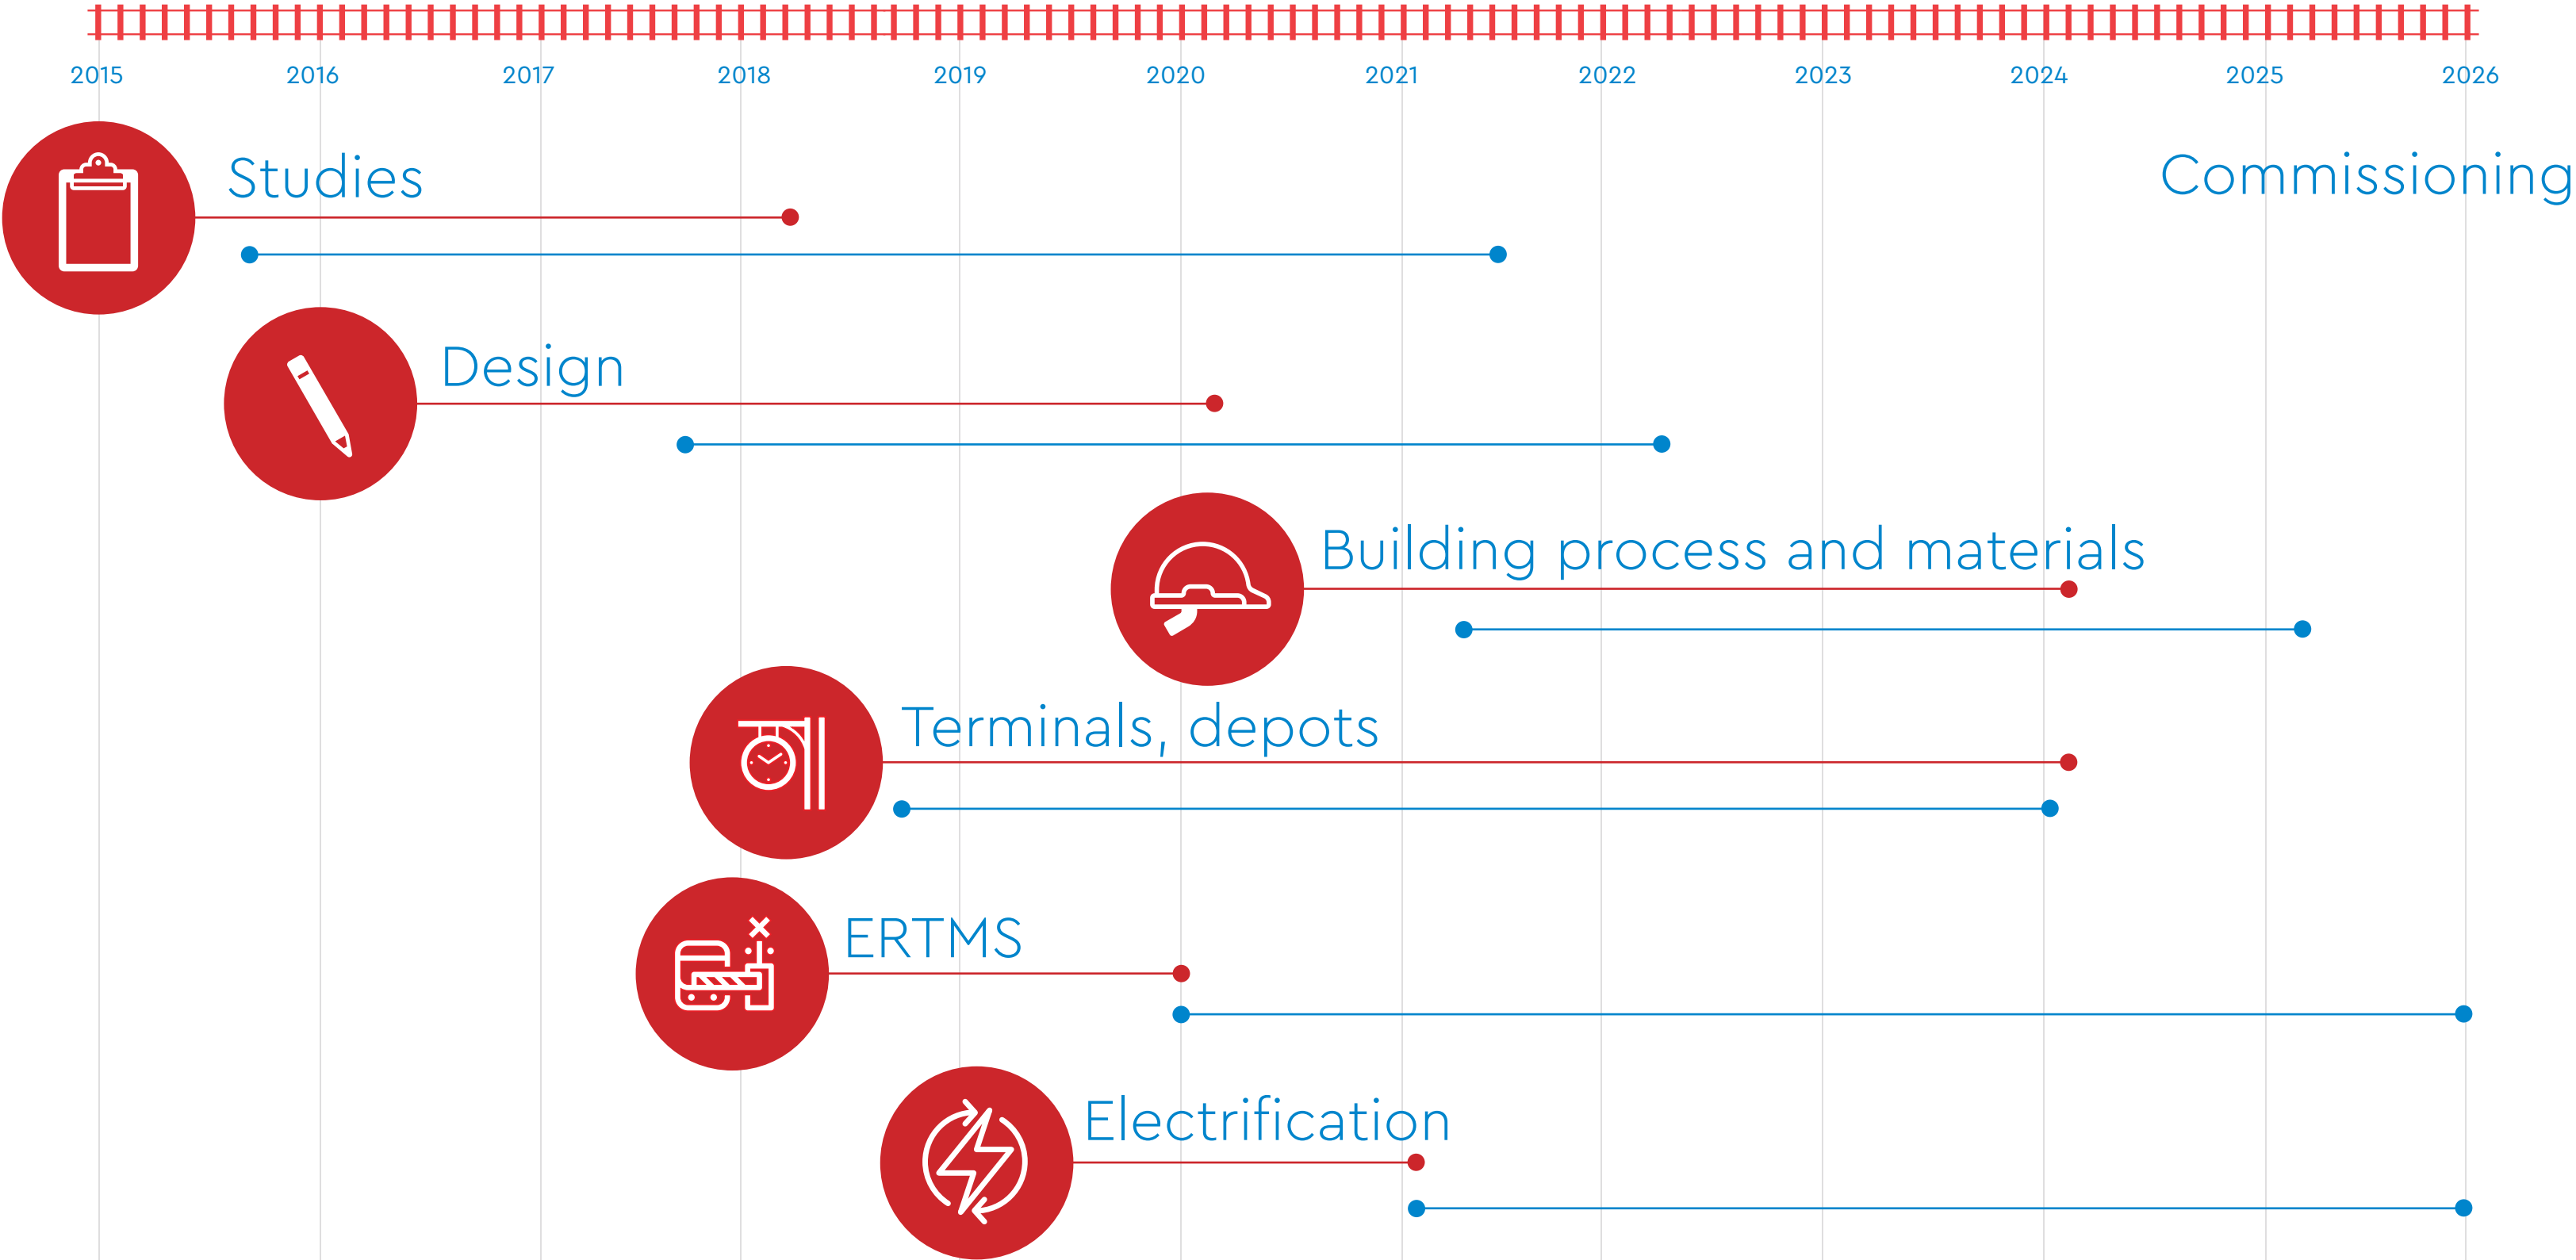 2015 2016 2017 2018 2019 2020 2021 2022 2023 2024 2025 2026
Studies
Commissioning
Design
Building process and materials
Terminals, depots
ERTMS
Electrification